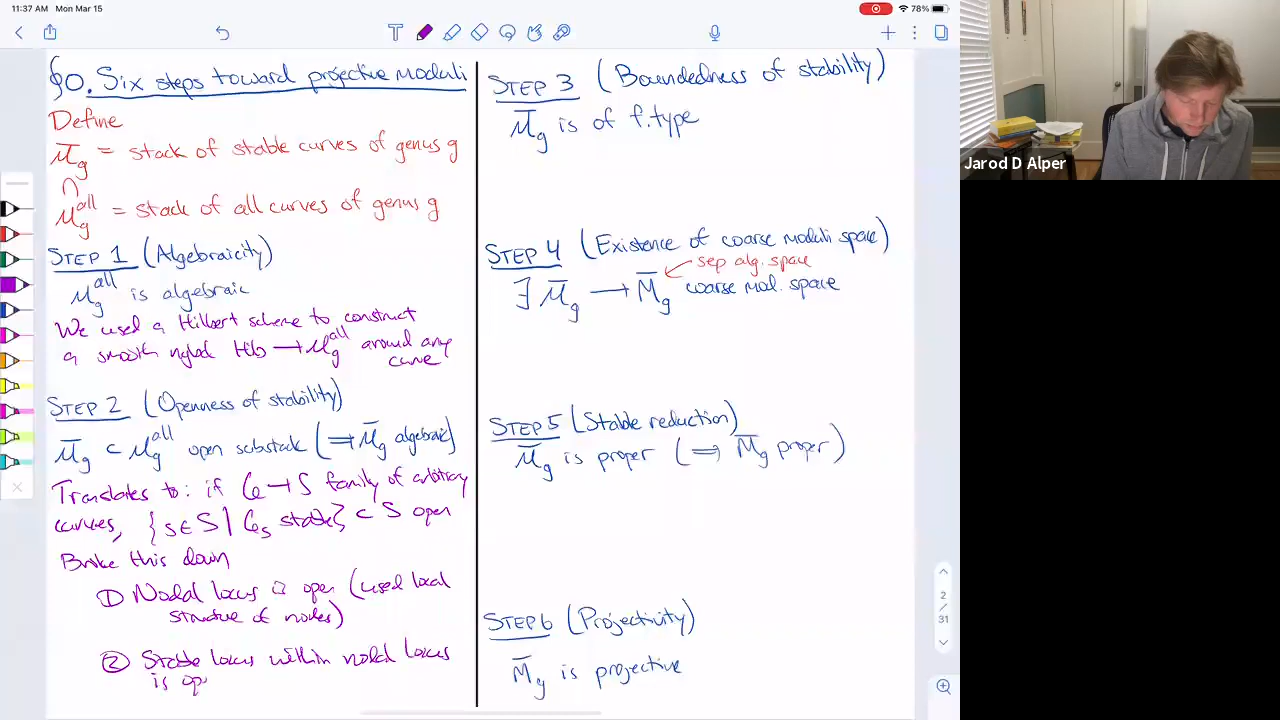 11:37 AM Mon Mar 15
78%
§0. Six steps toward projective moduli
Define
M̄g = stack of stable curves of genus g
∩
Mg^all = stack of all curves of genus g
STEP 1 (Algebraicity)
Mg^all is algebraic
We used a Hilbert scheme to construct
a smooth nghbd Hilb → Mg^all around any
curve
STEP 2 (Openness of stability)
M̄g ⊂ Mg^all open substack (⇒ M̄g algebraic)
Translates to: if C → S family of arbitrary
curves, {s ∈ S | Cs stable} ⊂ S open
Broke this down
① Nodal locus is open (used local
structure of nodes)
② Stable locus within nodal locus
is op
STEP 3 (Boundedness of stability)
M̄g is of f.type
STEP 4 (Existence of coarse moduli space)
sep alg. space
∃ M̄g → M̄g coarse mod. space
STEP 5 (Stable reduction)
M̄g is proper (⇒ M̄g proper)
STEP 6 (Projectivity)
M̄g is projective
2
/
31
Jarod D Alper